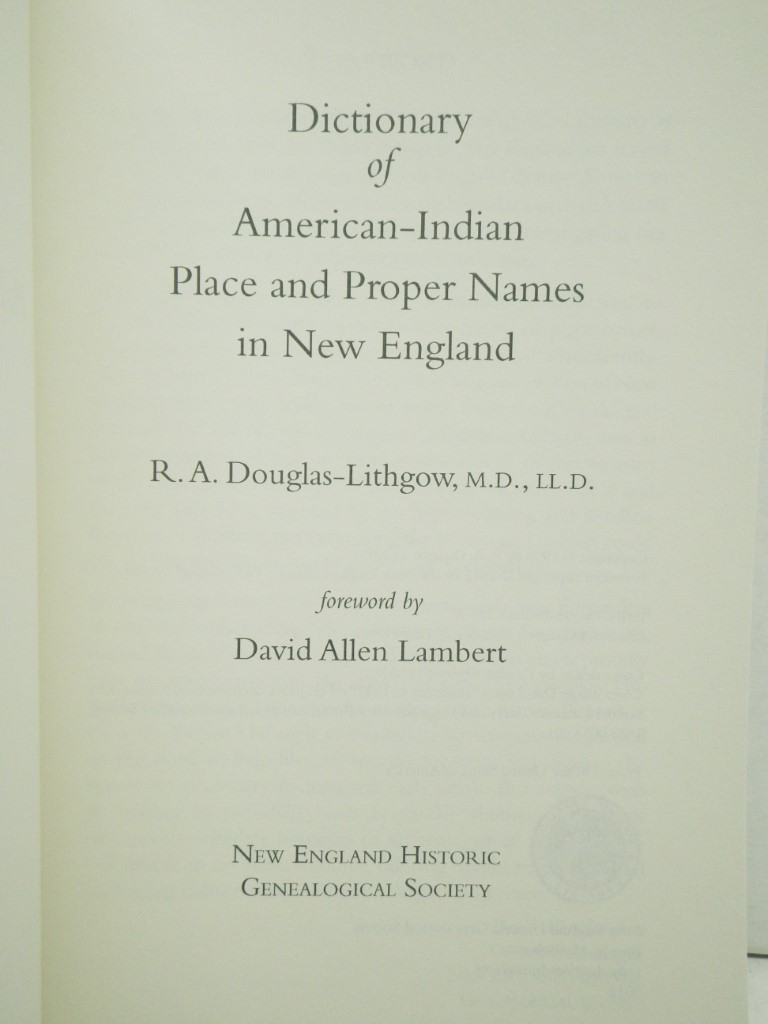 Dictionary
of
American-Indian
Place and Proper Names
in New England
R. A. Douglas-Lithgow, M.D., LL.D.
foreword by
David Allen Lambert
New England Historic
Genealogical Society